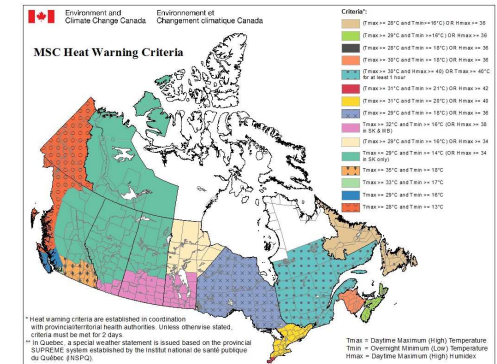 Environment and Environnement et
Climate Change Canada Changement climatique Canada
MSC Heat Warning Criteria
Criteria*:
(Tmax >= 28°C and Tmin >=16°C) OR Hmax >= 36
(Tmax >= 29°C and Tmin >=16°C) OR Hmax >= 36
(Tmax >= 28°C and Tmin >= 18°C) OR Hmax >= 36
(Tmax >= 30°C and Tmin >= 18°C) OR Hmax >= 36
(Tmax >= 30°C and Hmax >= 40) OR TMax >= 40°C
for at least 1 hour
(Tmax >= 31°C and Tmin >= 21°C) OR Hmax >= 42
(Tmax >= 31°C and Tmin >= 20°C) OR Hmax >= 40
(Tmax >= 29°C and Tmin >= 18°C) OR Hmax >= 36
Tmax >= 32°C and Tmin >= 16°C (OR Hmax >= 38
in SK & MB)
(Tmax >= 29°C and Tmin >= 16°C) OR Hmax >= 34
Tmax >= 29°C and Tmin >= 14°C (OR Hmax >= 34
in SK only)
Tmax >= 35°C and Tmin >= 18°C
Tmax >= 33°C and Tmin >= 17°C
Tmax >= 29°C and Tmin >= 16°C
Tmax >= 28°C and Tmin >= 13°C
* Heat warning criteria are established in coordination
with provincial/territorial health authorities. Unless otherwise stated,
criteria must be met for 2 days.
** In Quebec, a special weather statement is issued based on the provincial
SUPREME system established by the Institut national de santé publique
du Québec (INSPQ).
Tmax = Daytime Maximum (High) Temperature
Tmin = Overnight Minimum (Low) Temperature
Hmax = Daytime Maximum (High) Humidex